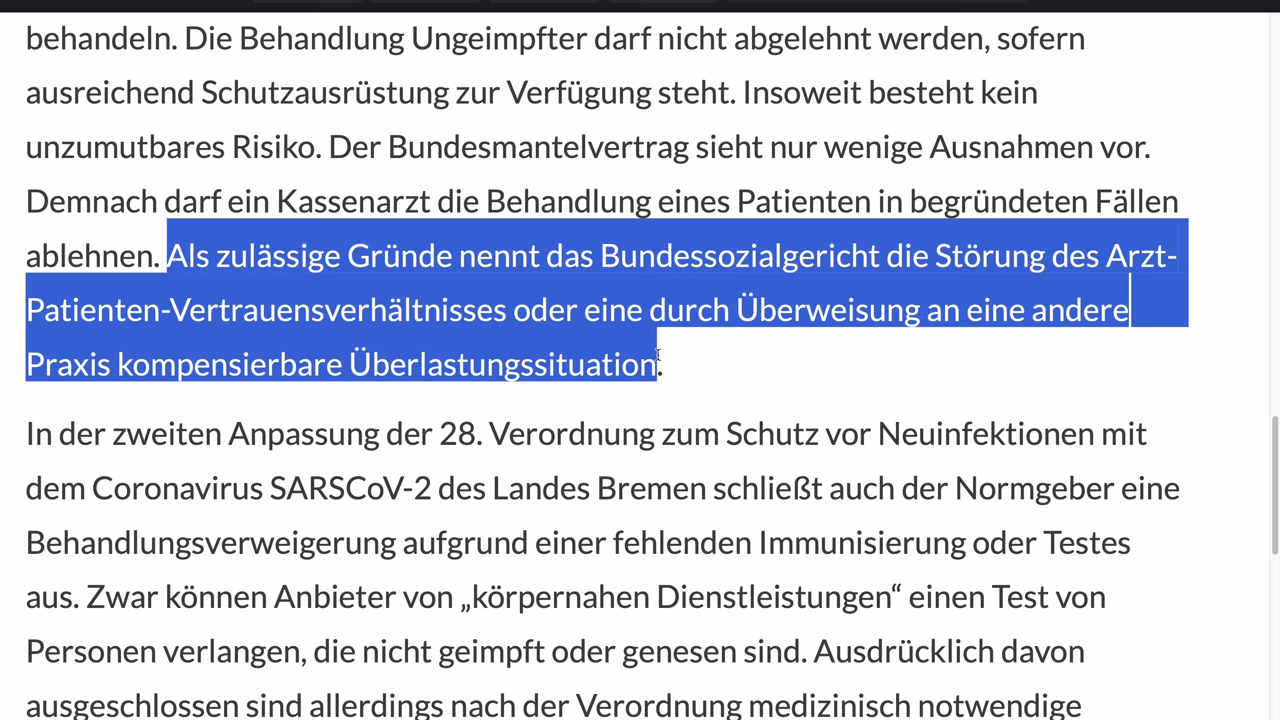 behandeln. Die Behandlung Ungeimpfter darf nicht abgelehnt werden, sofern
ausreichend Schutzausrüstung zur Verfügung steht. Insoweit besteht kein
unzumutbares Risiko. Der Bundesmantelvertrag sieht nur wenige Ausnahmen vor.
Demnach darf ein Kassenarzt die Behandlung eines Patienten in begründeten Fällen
ablehnen. Als zulässige Gründe nennt das Bundessozialgericht die Störung des Arzt-
Patienten-Vertrauensverhältnisses oder eine durch Überweisung an eine andere
Praxis kompensierbare Überlastungssituation.
In der zweiten Anpassung der 28. Verordnung zum Schutz vor Neuinfektionen mit
dem Coronavirus SARSCoV-2 des Landes Bremen schließt auch der Normgeber eine
Behandlungsverweigerung aufgrund einer fehlenden Immunisierung oder Testes
aus. Zwar können Anbieter von „körpernahen Dienstleistungen“ einen Test von
Personen verlangen, die nicht geimpft oder genesen sind. Ausdrücklich davon
ausgeschlossen sind allerdings nach der Verordnung medizinisch notwendige